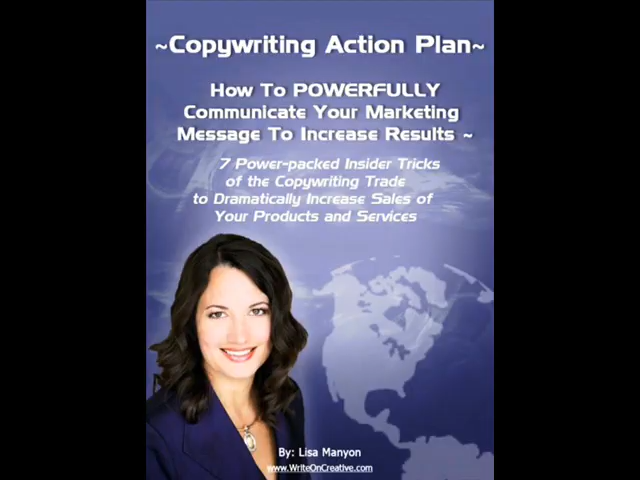 ~Copywriting Action Plan~
How To POWERFULLY
Communicate Your Marketing
Message To Increase Results ~
7 Power-packed Insider Tricks
of the Copywriting Trade
to Dramatically Increase Sales of
Your Products and Services
By: Lisa Manyon
www.WriteOnCreative.com